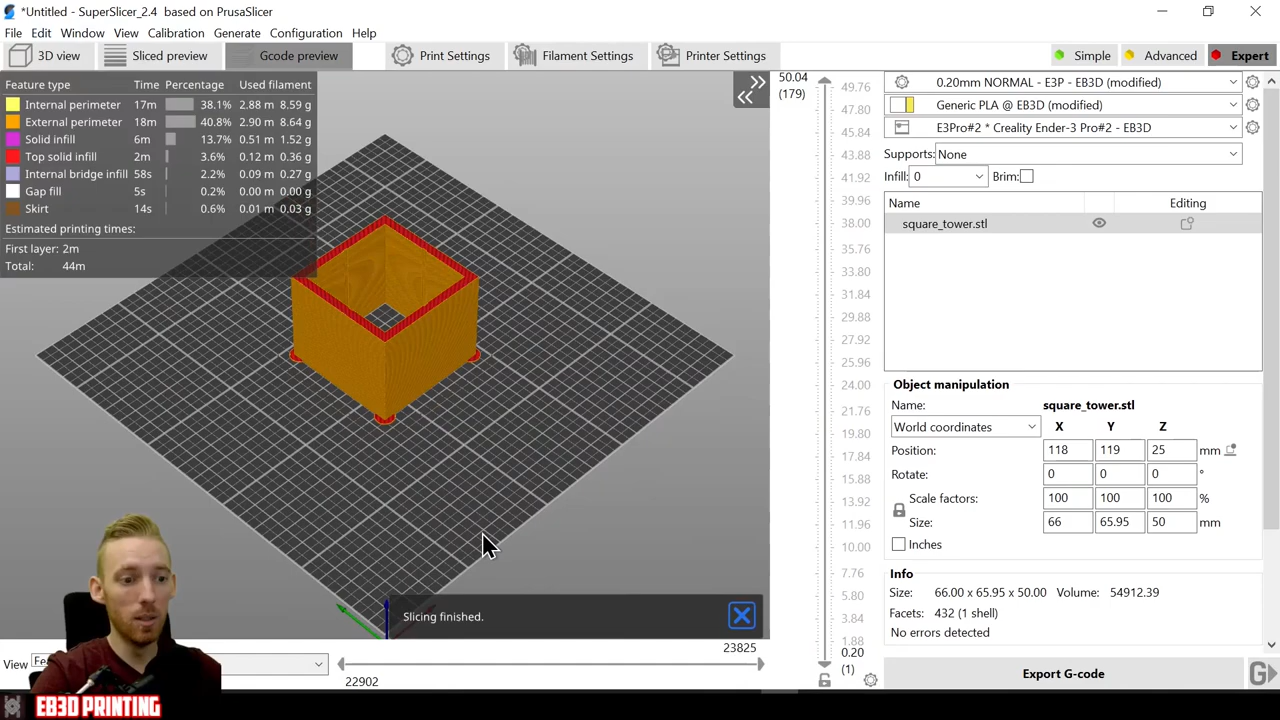 *Untitled - SuperSlicer_2.4 based on PrusaSlicer
File Edit Window View Calibration Generate Configuration Help
3D view Sliced preview Gcode preview Print Settings Filament Settings Printer Settings Simple Advanced Expert
Feature type Time Percentage Used filament
Internal perimeter 17m 38.1% 2.88 m 8.59 g
External perimeter 18m 40.8% 2.90 m 8.64 g
Solid infill 6m 13.7% 0.51 m 1.52 g
Top solid infill 2m 3.6% 0.12 m 0.36 g
Internal bridge infill 58s 2.2% 0.09 m 0.27 g
Gap fill 5s 0.2% 0.00 m 0.00 g
Skirt 14s 0.6% 0.01 m 0.03 g
Estimated printing times:
First layer: 2m
Total: 44m
50.04
(179)
49.76
47.80
45.84
43.88
41.92
39.96
38.00
35.76
33.80
31.84
29.88
27.92
25.96
24.00
21.76
19.80
17.84
15.88
13.92
11.96
10.00
7.76
5.80
3.84
1.88
0.20
(1)
0.20mm NORMAL - E3P - EB3D (modified)
Generic PLA @ EB3D (modified)
E3Pro#2 * Creality Ender-3 Pro#2 - EB3D
Supports: None
Infill: 0 Brim:
Name Editing
square_tower.stl
Object manipulation
Name: square_tower.stl
World coordinates X Y Z
Position: 118 119 25 mm
Rotate: 0 0 0 °
Scale factors: 100 100 100 %
Size: 66 65.95 50 mm
Inches
Info
Size: 66.00 x 65.95 x 50.00 Volume: 54912.39
Facets: 432 (1 shell)
No errors detected
Export G-code
G
Slicing finished.
23825
View
22902
EB3D PRINTING